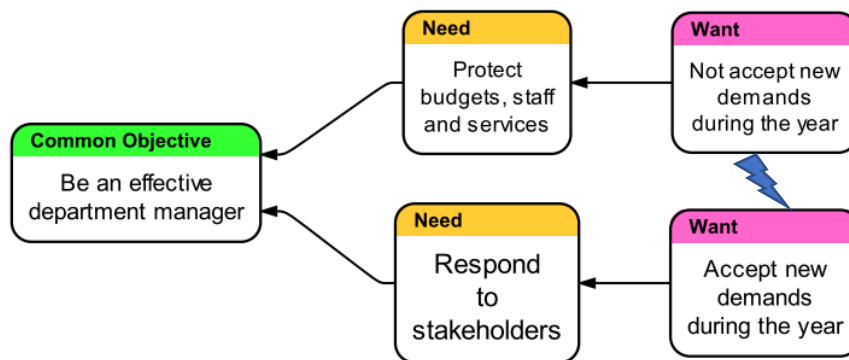 Need
Protect
budgets, staff
and services
Want
Not accept new
demands
during the year
Common Objective
Be an effective
department manager
Need
Respond
to
stakeholders
Want
Accept new
demands
during the year